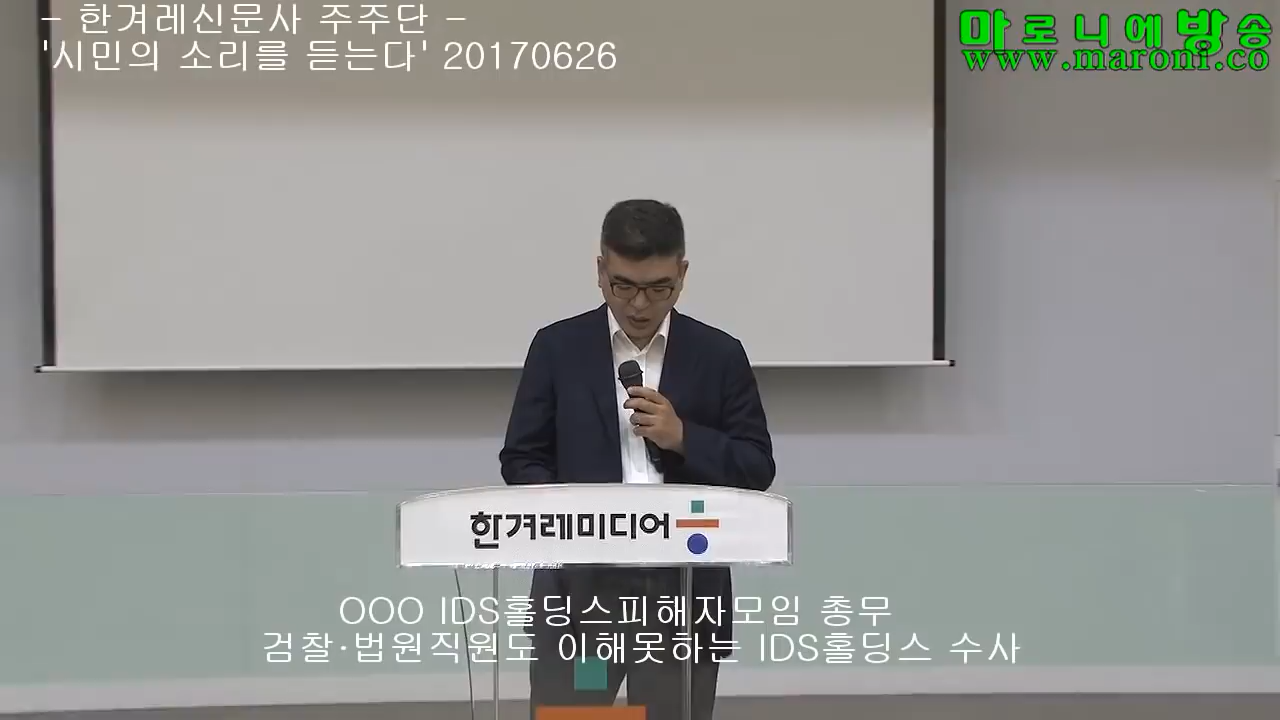 - 한겨레신문사 주주단 -
'시민의 소리를 듣는다' 20170626
마로니에방송
www.maroni.co
한겨레미디어
OOO IDS홀딩스피해자모임 총무
검찰·법원직원도 이해못하는 IDS홀딩스 수사